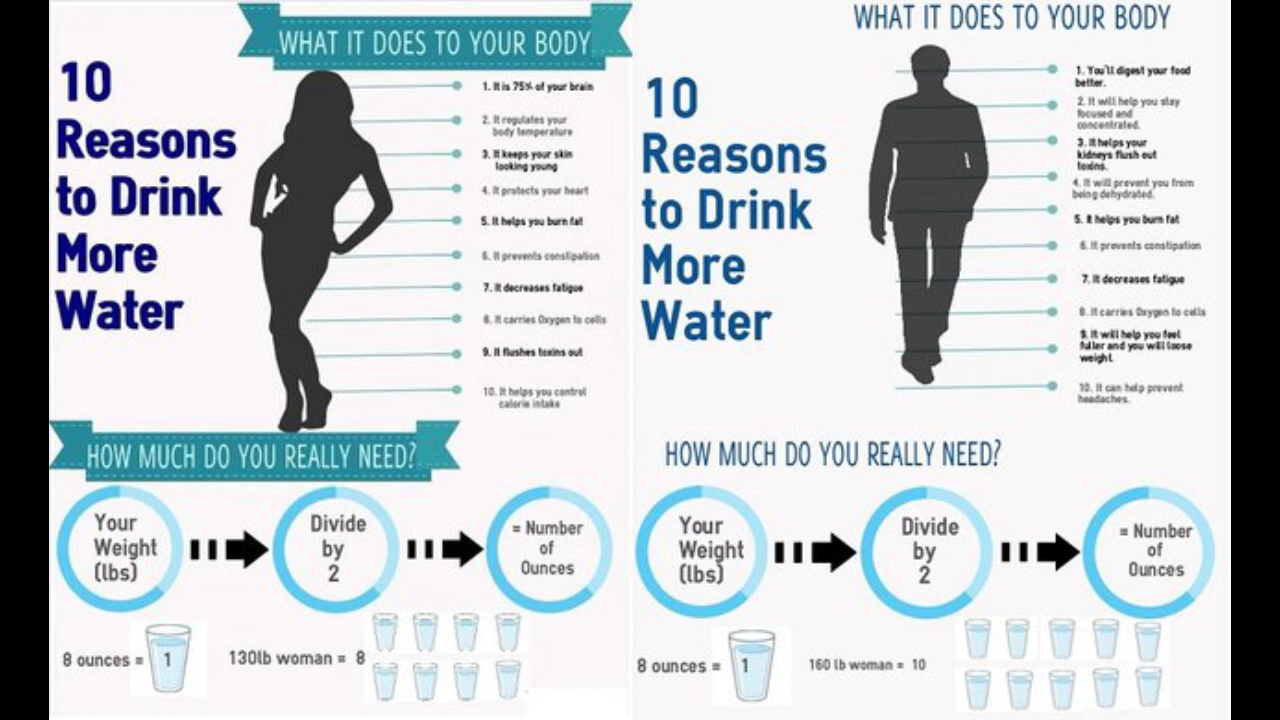 WHAT IT DOES TO YOUR BODY
10
Reasons
to Drink
More
Water
1. It is 75% of your brain
2. It regulates your
body temperature
3. It keeps your skin
looking young
4. It protects your heart
5. It helps you burn fat
6. It prevents constipation
7. It decreases fatigue
8. It carries Oxygen to cells
9. It flushes toxins out
10. It helps you control
calorie intake
HOW MUCH DO YOU REALLY NEED?
Your
Weight
(lbs)
Divide
by
2
= Number
of
Ounces
8 ounces = 1
130lb woman = 8
WHAT IT DOES TO YOUR BODY
10
Reasons
to Drink
More
Water
1. You'll digest your food
better.
2. It will help you stay
focused and
concentrated.
3. It helps your
kidneys flush out
toxins.
4. It will prevent you from
being dehydrated.
5. It helps you burn fat
6. It prevents constipation
7. It decreases fatigue
8. It carries Oxygen to cells
9. It will help you feel
fuller and you will loose
weight.
10. It can help prevent
headaches.
HOW MUCH DO YOU REALLY NEED?
Your
Weight
(lbs)
Divide
by
2
= Number
of
Ounces
8 ounces = 1
160 lb woman = 10